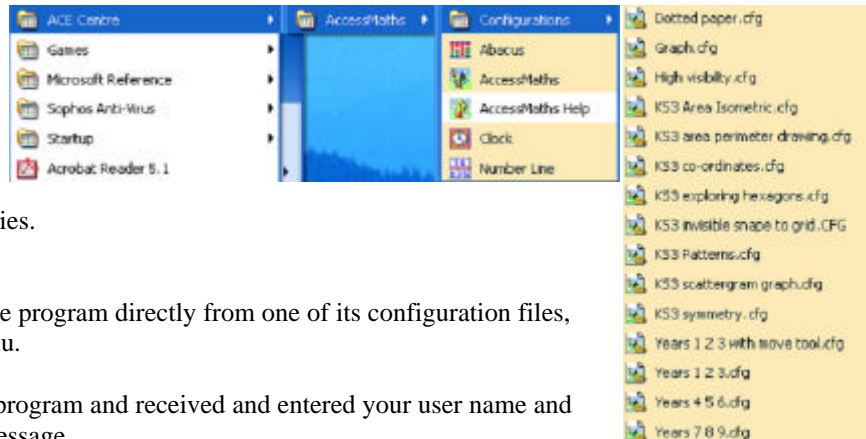 ACE Centre
Games
Microsoft Reference
Sophos Anti-Virus
Startup
Acrobat Reader 5.1
AccessMaths
Configurations
Abacus
AccessMaths
AccessMaths Help
Clock
Number Line
Dotted paper.cfg
Graph.cfg
High visibilty.cfg
KS3 Area Isometric.cfg
KS3 area perimeter drawing.cfg
KS3 co-ordinates.cfg
KS3 exploring hexagons.cfg
KS3 invisible snape to grid.CFG
KS3 Patterns.cfg
KS3 scattergram graph.cfg
KS3 symmetry.cfg
Years 1 2 3 with move tool.cfg
Years 1 2 3.cfg
Years 4 5 6.cfg
Years 7 8 9.cfg
ies.
e program directly from one of its configuration files,
u.
program and received and entered your user name and
essage